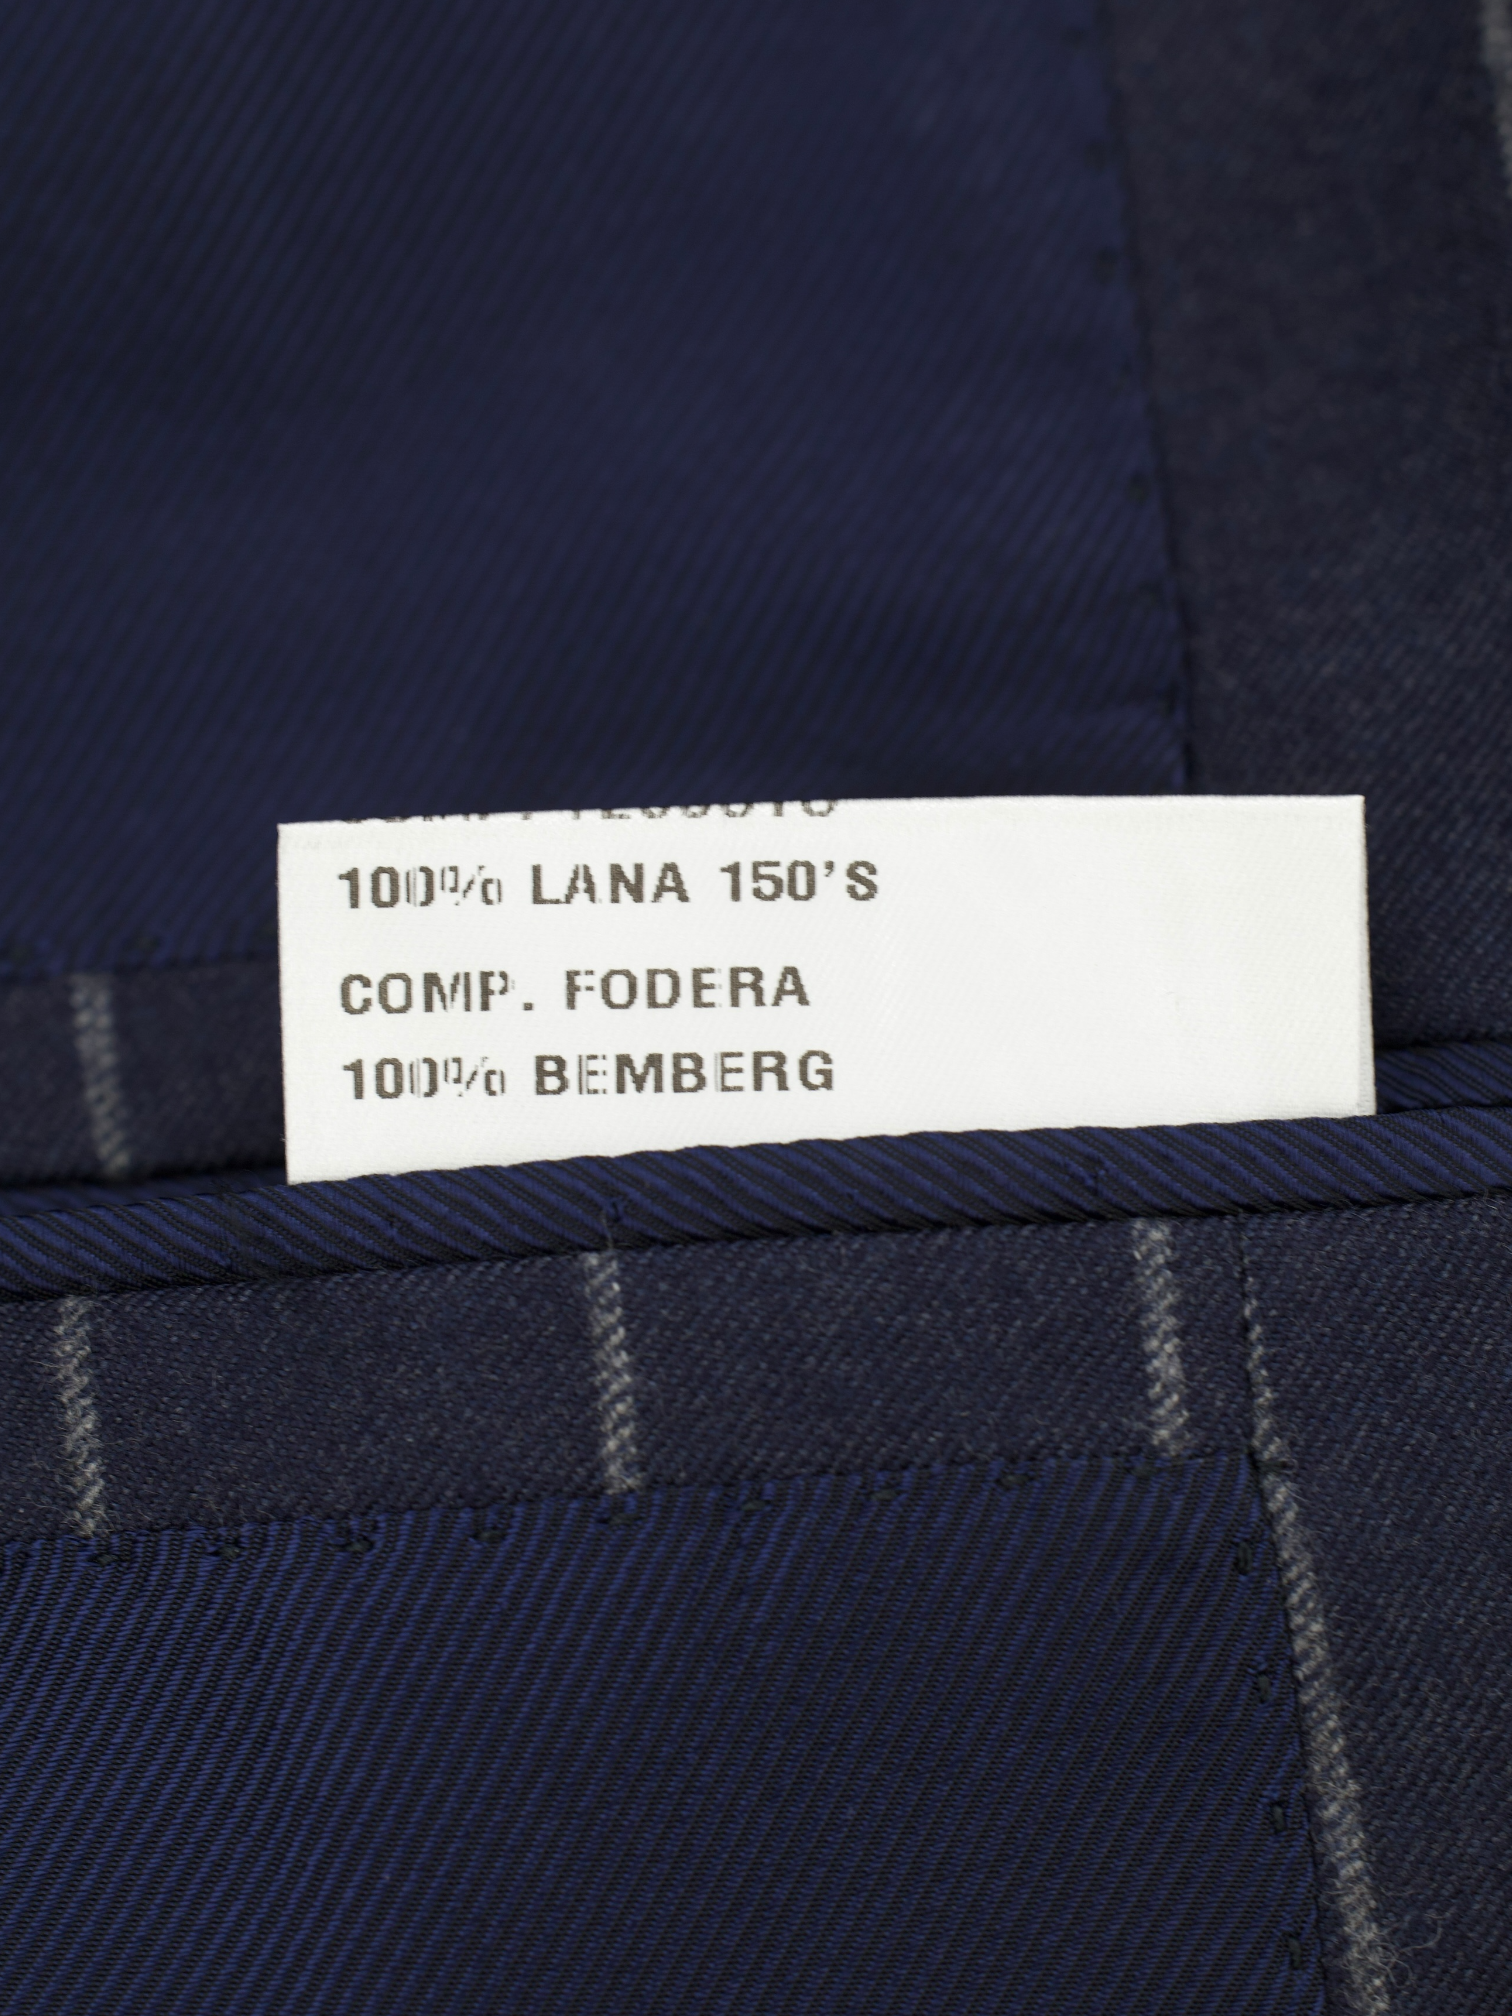 100% LANA 150'S
COMP. FODERA
100% BEMBERG